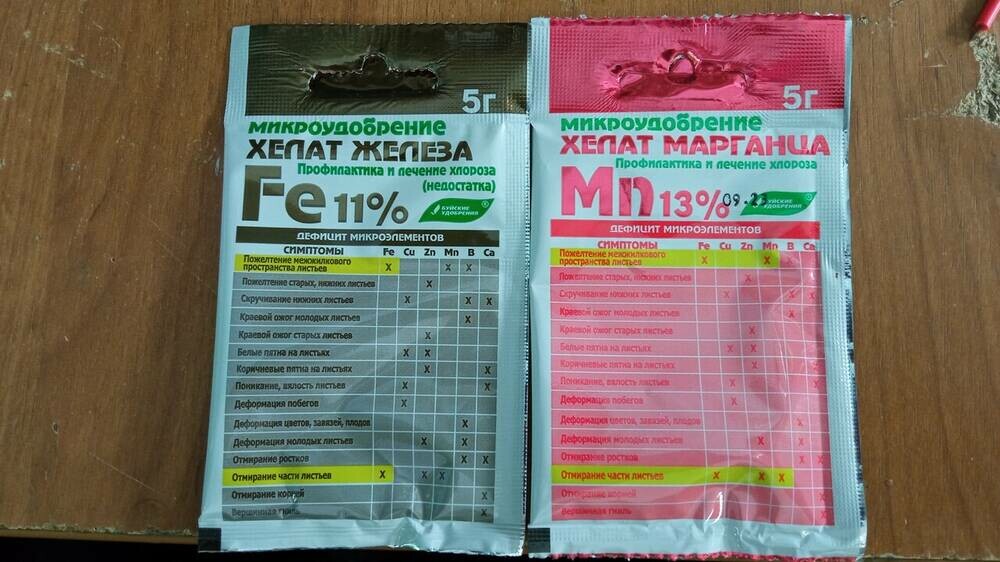 5г
МИКРОУДОБРЕНИЕ
ХЕЛАТ ЖЕЛЕЗА
Профилактика и лечение хлороза
(недостатка)
Fe 11%
БУЙСКИЕ
УДОБРЕНИЯ
ДЕФИЦИТ МИКРОЭЛЕМЕНТОВ
СИМПТОМЫ Fe Cu Zn Mn B Ca
Пожелтение межжилкового
пространства листьев X X X
Пожелтение старых, нижних листьев X
Скручивание нижних листьев X X X
Краевой ожог молодых листьев X
Краевой ожог старых листьев X
Белые пятна на листьях X X
Коричневые пятна на листьях X X
Поникание, вялость листьев X X
Деформация побегов X
Деформация цветов, завязей, плодов X
Деформация молодых листьев X X
Отмирание ростков X X
Отмирание части листьев X X X
Отмирание корней X
Вершинная гниль X
5г
МИКРОУДОБРЕНИЕ
ХЕЛАТ МАРГАНЦА
Профилактика и лечение хлороза
Mn 13%
БУЙСКИЕ
УДОБРЕНИЯ
ДЕФИЦИТ МИКРОЭЛЕМЕНТОВ
СИМПТОМЫ Fe Cu Zn Mn B Ca
Пожелтение межжилкового
пространства листьев X X X
Пожелтение старых, нижних листьев X
Скручивание нижних листьев X X X
Краевой ожог молодых листьев X
Краевой ожог старых листьев X
Белые пятна на листьях X X
Коричневые пятна на листьях X X
Поникание, вялость листьев X X
Деформация побегов X
Деформация цветов, завязей, плодов X
Деформация молодых листьев X X
Отмирание ростков X X
Отмирание части листьев X X X
Отмирание корней X
Вершинная гниль X